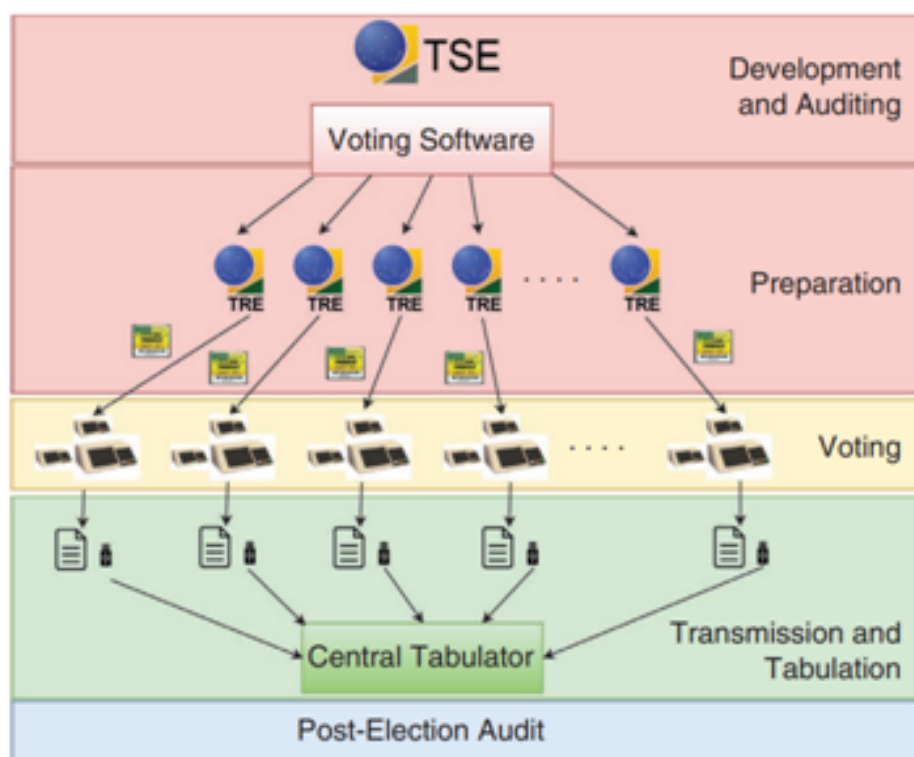 TSE
Development
and Auditing
Voting Software
TRE
TRE
TRE
TRE
. . . .
TRE
Preparation
. . . .
Voting
Central Tabulator
Transmission and
Tabulation
Post-Election Audit